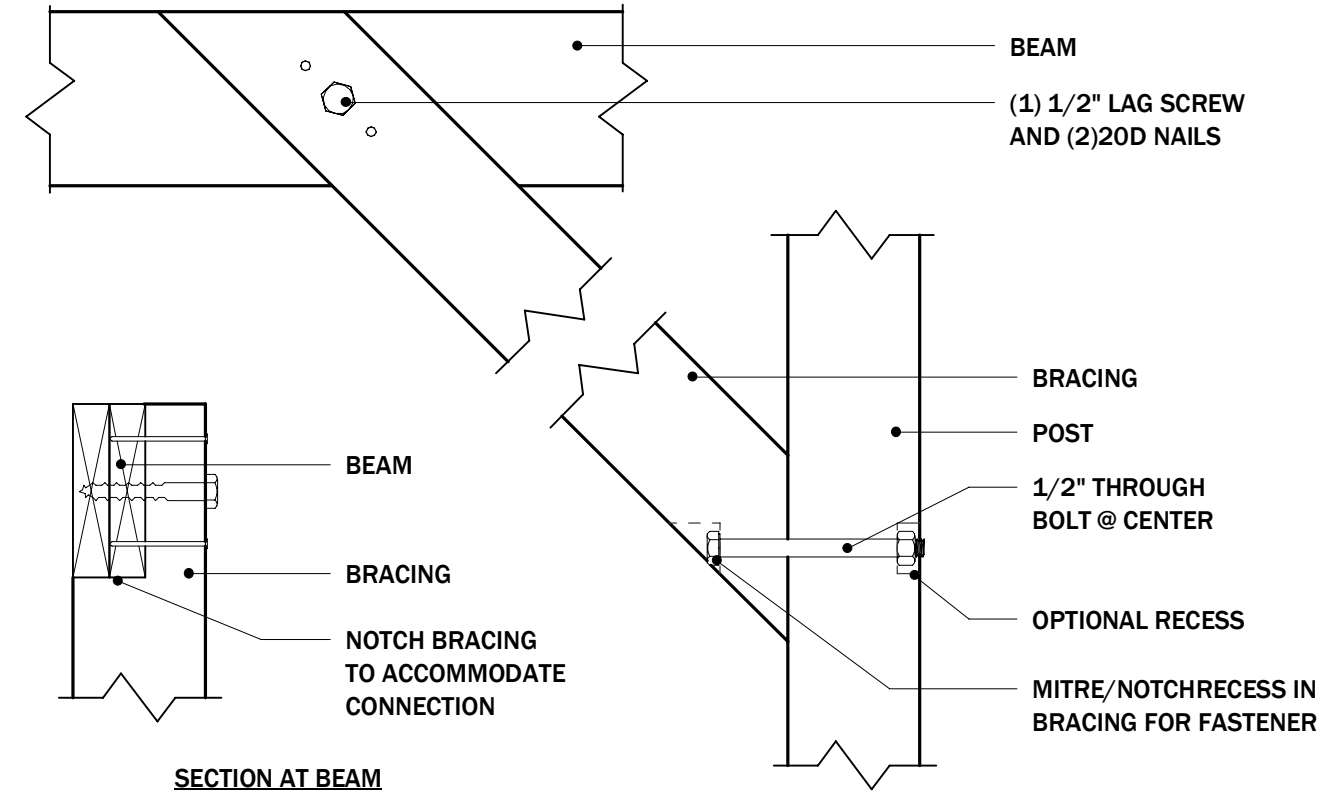 BEAM
(1) 1/2" LAG SCREW
AND (2)20D NAILS
BRACING
POST
1/2" THROUGH
BOLT @ CENTER
OPTIONAL RECESS
MITRE/NOTCHRECESS IN
BRACING FOR FASTENER
BEAM
BRACING
NOTCH BRACING
TO ACCOMMODATE
CONNECTION
SECTION AT BEAM